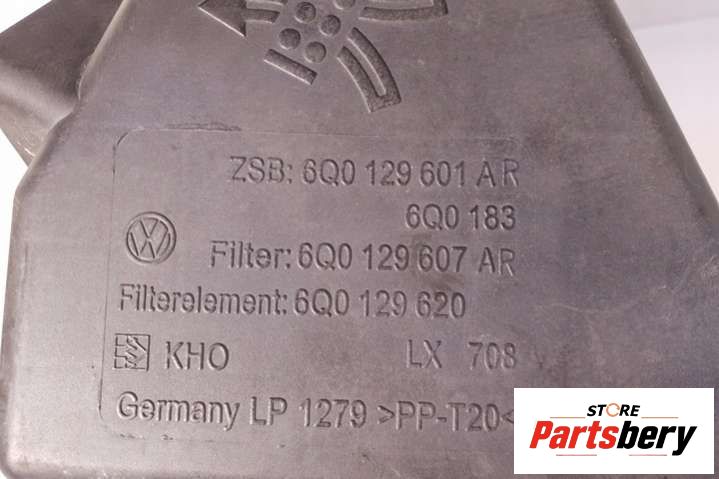 ZSB: 6Q0 129 601 AR
6Q0 183
Filter: 6Q0 129 607 AR
Filterelement: 6Q0 129 620
KHO LX 708
Germany LP 1279 >PP-T20<
STORE
Partsbery